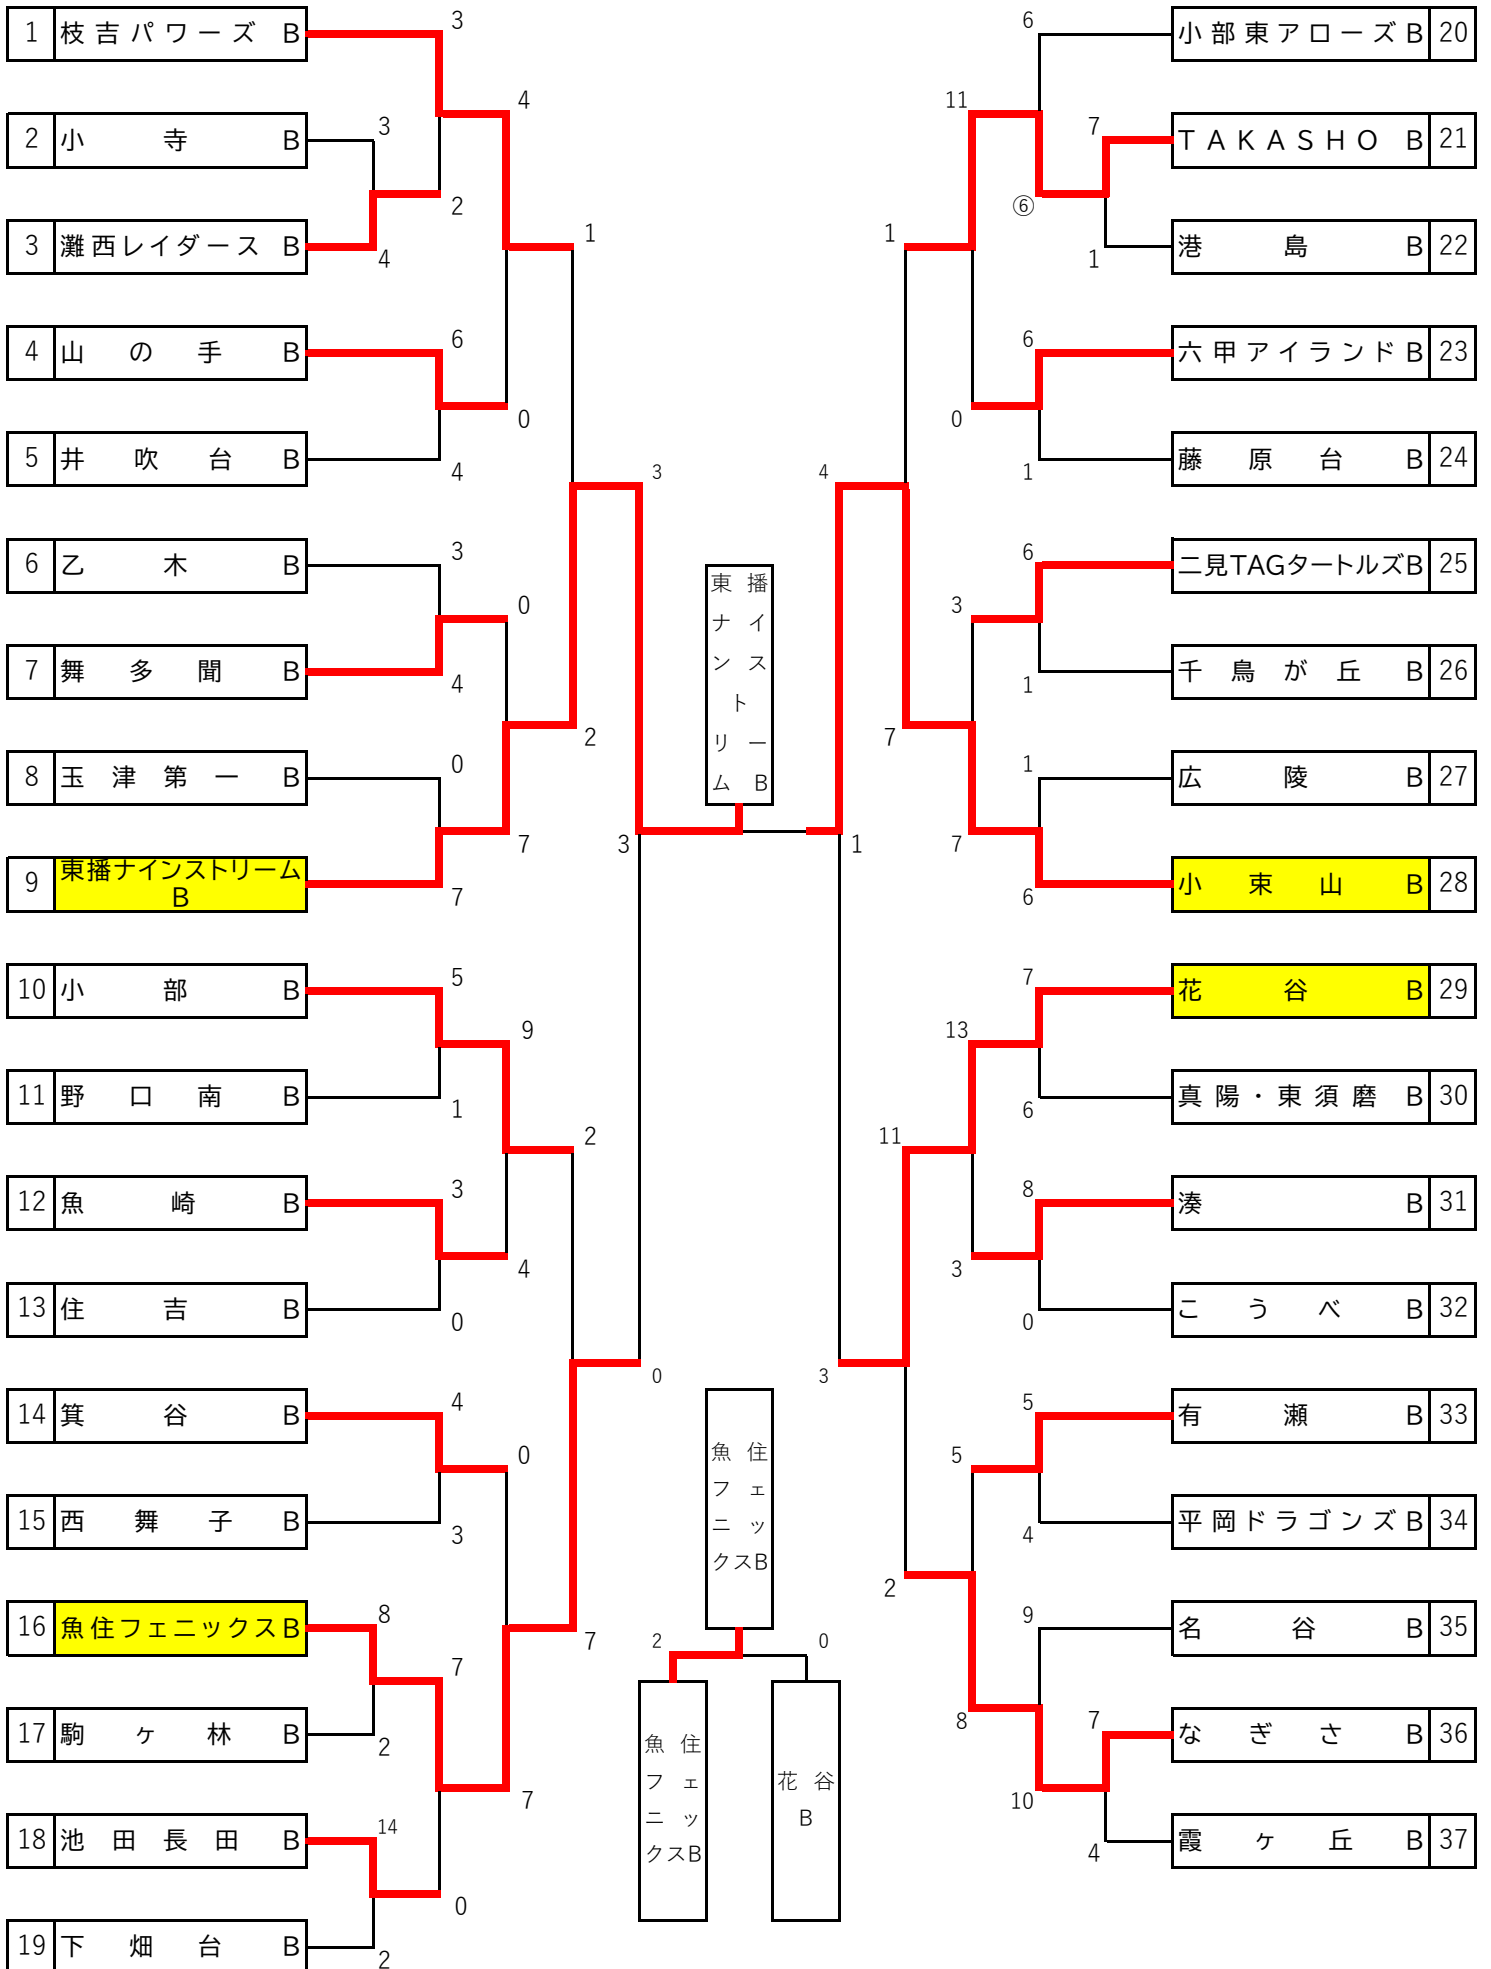 1 枝吉パワーズ B
3
2 小寺 B
3
4
3 灘西レイダース B
4
2
1
4 山の手 B
6
0
5 井吹台 B
4
3
6 乙木 B
3
0
7 舞多聞 B
4
2
8 玉津第一 B
0
7
3
9 東播ナインストリーム
B
7
10 小部 B
5
9
11 野口南 B
1
2
12 魚崎 B
3
4
13 住吉 B
0
0
14 箕谷 B
4
0
15 西舞子 B
3
16 魚住フェニックスB
8
7
7
17 駒ヶ林 B
2
7
18 池田長田 B
14
0
19 下畑台 B
2
東播
ナイ
ンス
ト
リー
ムB
魚住
フェ
ニッ
クスB
2
0
魚住
フェ
ニッ
クスB
花谷
B
6
小部東アローズB 20
11
7
TAKASHO B 21
⑥
1
港島B 22
1
6
六甲アイランドB 23
0
1
藤原台B 24
4
6
二見TAGタートルズB 25
3
1
千鳥が丘B 26
7
1
広陵B 27
1
7
6
小東山B 28
7
花谷B 29
13
6
真陽・東須磨B 30
11
8
湊B 31
3
0
こうべB 32
3
5
有瀬B 33
5
4
平岡ドラゴンズB 34
2
9
名谷B 35
8
7
なぎさB 36
10
4
霞ヶ丘B 37